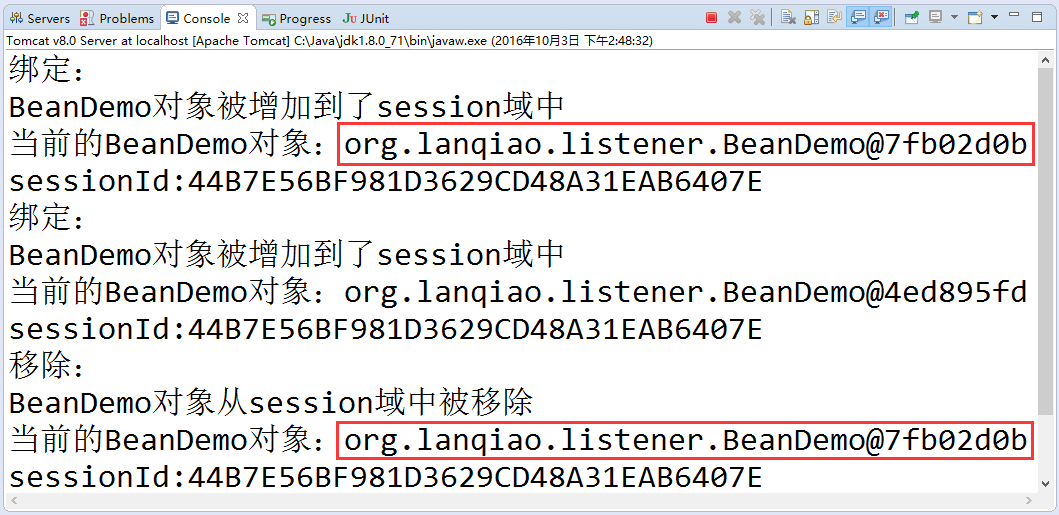 Servers Problems Console Progress JUnit
Tomcat v8.0 Server at localhost [Apache Tomcat] C:\Java\jdk1.8.0_71\bin\javaw.exe (2016年10月3日 下午2:48:32)
绑定：
BeanDemo对象被增加到了session域中
当前的BeanDemo对象：org.lanqiao.listener.BeanDemo@7fb02d0b
sessionId:44B7E56BF981D3629CD48A31EAB6407E
绑定：
BeanDemo对象被增加到了session域中
当前的BeanDemo对象：org.lanqiao.listener.BeanDemo@4ed895fd
sessionId:44B7E56BF981D3629CD48A31EAB6407E
移除：
BeanDemo对象从session域中被移除
当前的BeanDemo对象：org.lanqiao.listener.BeanDemo@7fb02d0b
sessionId:44B7E56BF981D3629CD48A31EAB6407E